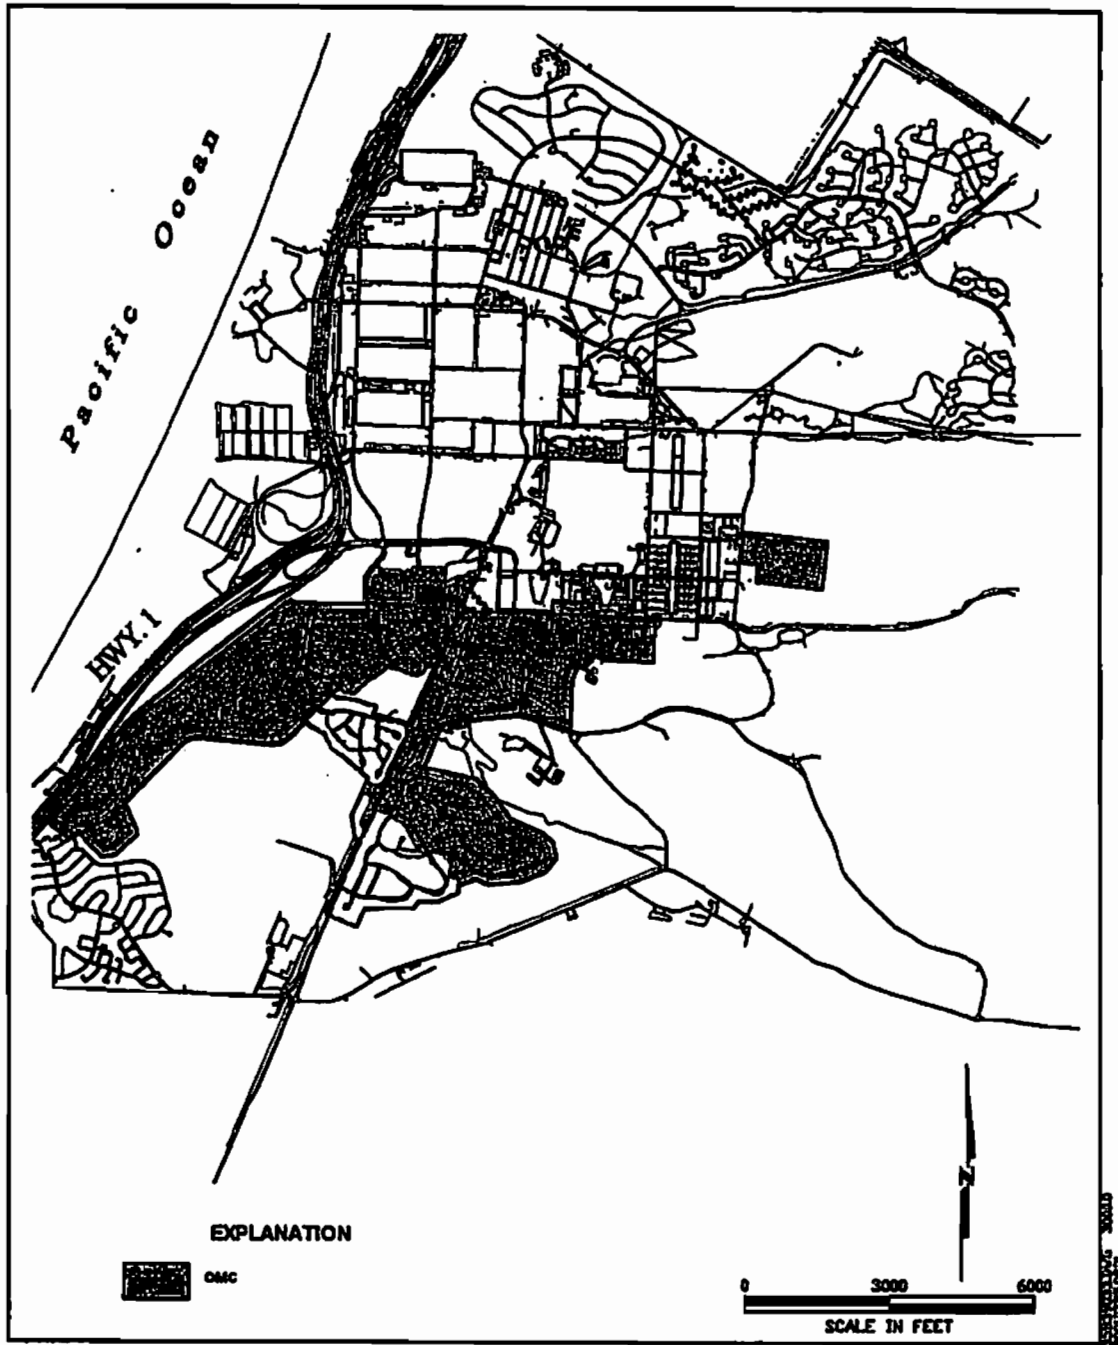 Pacific Ocean
HWY. 1
N
EXPLANATION
OMC
0 3000 6000
SCALE IN FEET